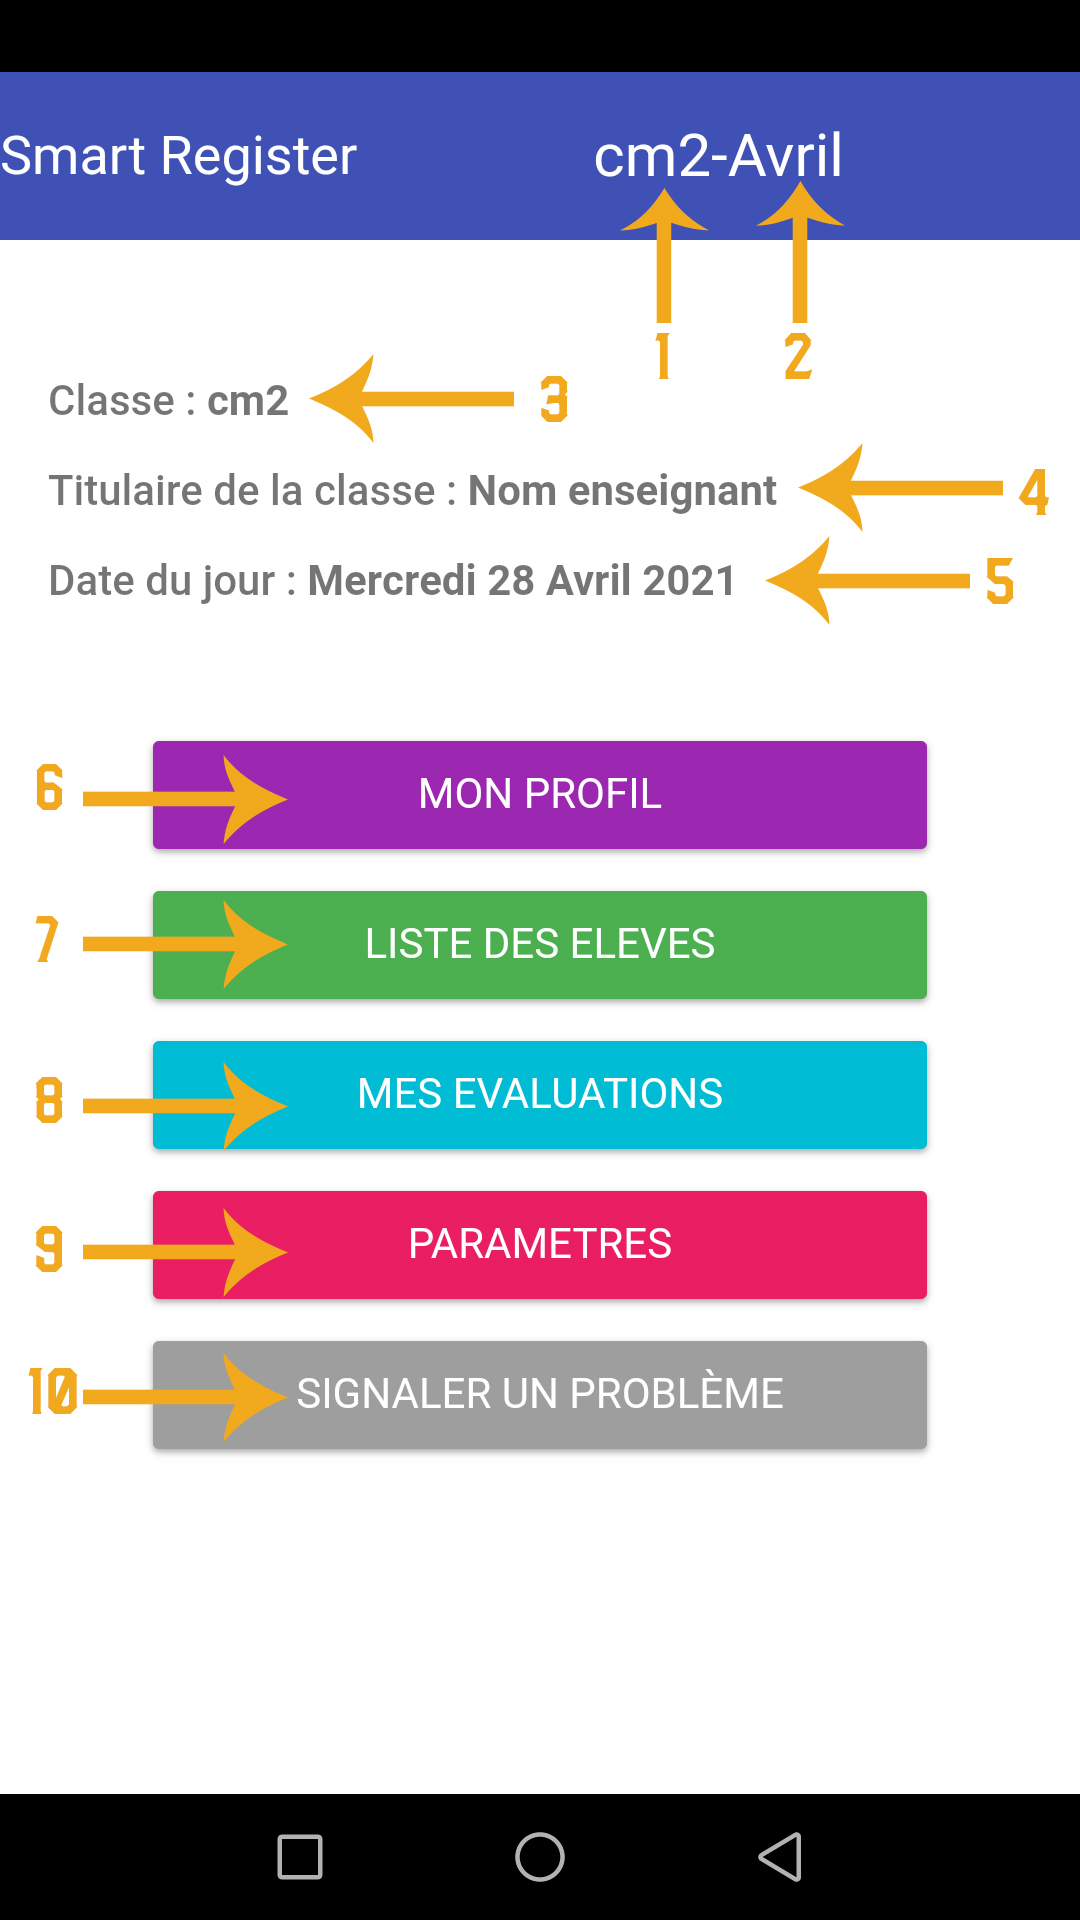 Smart Register cm2-Avril
1 2
Classe : cm2 3
Titulaire de la classe : Nom enseignant 4
Date du jour : Mercredi 28 Avril 2021 5
6 MON PROFIL
7 LISTE DES ELEVES
8 MES EVALUATIONS
9 PARAMETRES
10 SIGNALER UN PROBLÈME